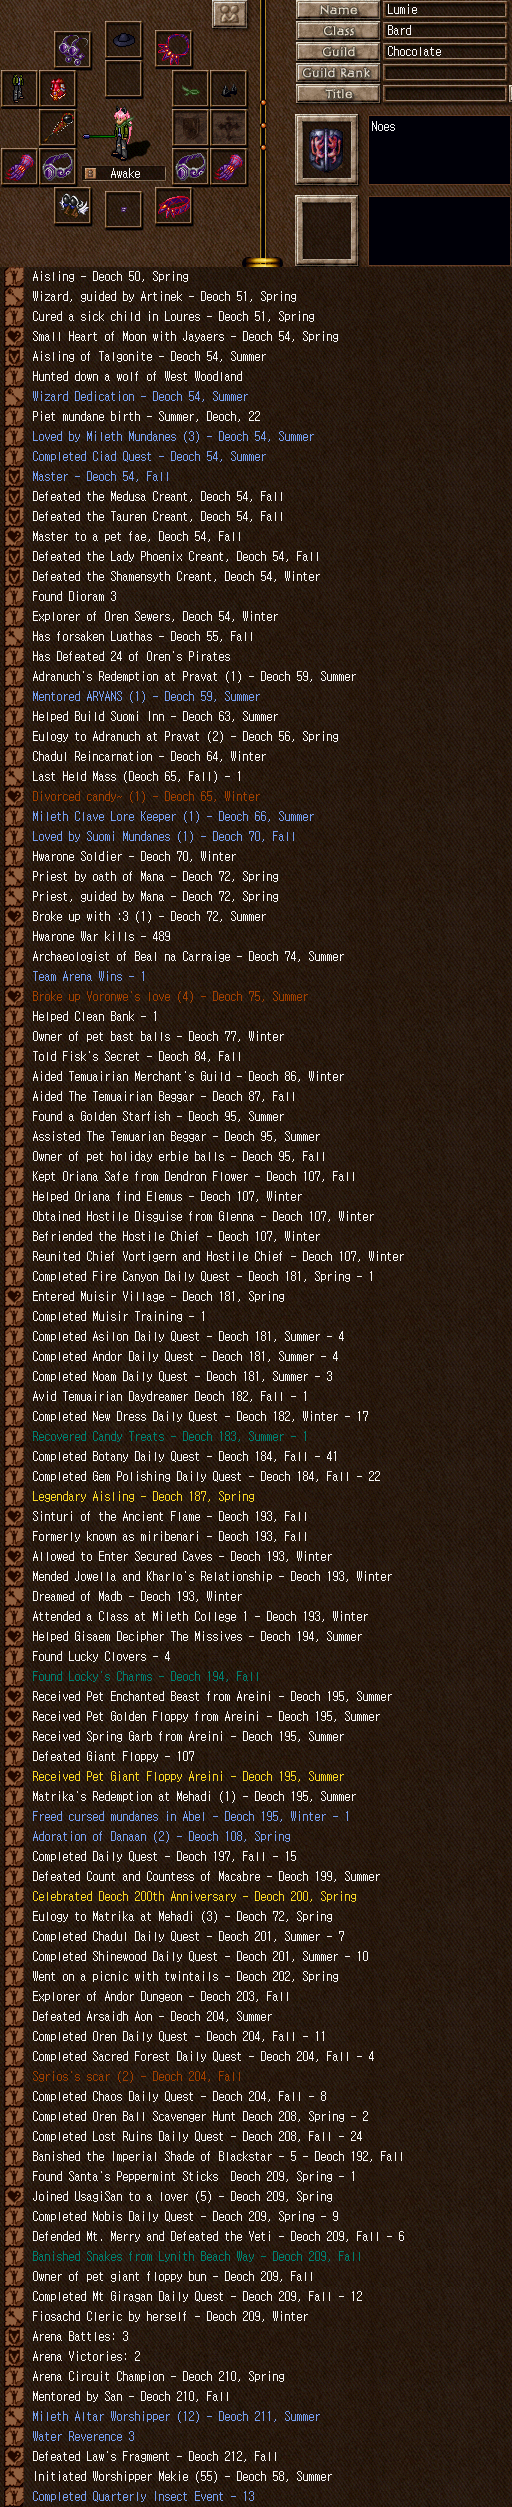 Name Lumie
Class Bard
Guild Chocolate
Guild Rank
Title
Noes
Awake
Aisling - Deoch 50, Spring
Wizard, guided by Artinek - Deoch 51, Spring
Cured a sick child in Loures - Deoch 51, Spring
Small Heart of Moon with Jayaers - Deoch 54, Spring
Aisling of Talgonite - Deoch 54, Summer
Hunted down a wolf of West Woodland
Wizard Dedication - Deoch 54, Summer
Piet mundane birth - Summer, Deoch, 22
Loved by Mileth Mundanes (3) - Deoch 54, Summer
Completed Ciad Quest - Deoch 54, Summer
Master - Deoch 54, Fall
Defeated the Medusa Creant, Deoch 54, Fall
Defeated the Tauren Creant, Deoch 54, Fall
Master to a pet fae, Deoch 54, Fall
Defeated the Lady Phoenix Creant, Deoch 54, Fall
Defeated the Shamensyth Creant, Deoch 54, Winter
Found Dioram 3
Explorer of Oren Sewers, Deoch 54, Winter
Has forsaken Luathas - Deoch 55, Fall
Has Defeated 24 of Oren's Pirates
Adranuch's Redemption at Pravat (1) - Deoch 59, Summer
Mentored ARYANS (1) - Deoch 59, Summer
Helped Build Suomi Inn - Deoch 63, Summer
Eulogy to Adranuch at Pravat (2) - Deoch 56, Spring
Chadul Reincarnation - Deoch 64, Winter
Last Held Mass (Deoch 65, Fall) - 1
Divorced candy~ (1) - Deoch 65, Winter
Mileth Clave Lore Keeper (1) - Deoch 66, Summer
Loved by Suomi Mundanes (1) - Deoch 70, Fall
Hwarone Soldier - Deoch 70, Winter
Priest by oath of Mana - Deoch 72, Spring
Priest, guided by Mana - Deoch 72, Spring
Broke up with :3 (1) - Deoch 72, Summer
Hwarone War kills - 489
Archaeologist of Beal na Carraige - Deoch 74, Summer
Team Arena Wins - 1
Broke up Voronwe's love (4) - Deoch 75, Summer
Helped Clean Bank - 1
Owner of pet bast balls - Deoch 77, Winter
Told Fisk's Secret - Deoch 84, Fall
Aided Temuairian Merchant's Guild - Deoch 86, Winter
Aided The Temuairian Beggar - Deoch 87, Fall
Found a Golden Starfish - Deoch 95, Summer
Assisted The Temuarian Beggar - Deoch 95, Summer
Owner of pet holiday erbie balls - Deoch 95, Fall
Kept Oriana Safe from Dendron Flower - Deoch 107, Fall
Helped Oriana find Elemus - Deoch 107, Winter
Obtained Hostile Disguise from Glenna - Deoch 107, Winter
Befriended the Hostile Chief - Deoch 107, Winter
Reunited Chief Vortigern and Hostile Chief - Deoch 107, Winter
Completed Fire Canyon Daily Quest - Deoch 181, Spring - 1
Entered Muisir Village - Deoch 181, Spring
Completed Muisir Training - 1
Completed Asilon Daily Quest - Deoch 181, Summer - 4
Completed Andor Daily Quest - Deoch 181, Summer - 4
Completed Noam Daily Quest - Deoch 181, Summer - 3
Avid Temuairian Daydreamer Deoch 182, Fall - 1
Completed New Dress Daily Quest - Deoch 182, Winter - 17
Recovered Candy Treats - Deoch 183, Summer - 1
Completed Botany Daily Quest - Deoch 184, Fall - 41
Completed Gem Polishing Daily Quest - Deoch 184, Fall - 22
Legendary Aisling - Deoch 187, Spring
Sinturi of the Ancient Flame - Deoch 193, Fall
Formerly known as miribenari - Deoch 193, Fall
Allowed to Enter Secured Caves - Deoch 193, Winter
Mended Jowella and Kharlo's Relationship - Deoch 193, Winter
Dreamed of Madb - Deoch 193, Winter
Attended a Class at Mileth College 1 - Deoch 193, Winter
Helped Gisaem Decipher The Missives - Deoch 194, Summer
Found Lucky Clovers - 4
Found Locky's Charms - Deoch 194, Fall
Received Pet Enchanted Beast from Areini - Deoch 195, Summer
Received Pet Golden Floppy from Areini - Deoch 195, Summer
Received Spring Garb from Areini - Deoch 195, Summer
Defeated Giant Floppy - 107
Received Pet Giant Floppy Areini - Deoch 195, Summer
Matrika's Redemption at Mehadi (1) - Deoch 195, Summer
Freed cursed mundanes in Abel - Deoch 195, Winter - 1
Adoration of Danaan (2) - Deoch 108, Spring
Completed Daily Quest - Deoch 197, Fall - 15
Defeated Count and Countess of Macabre - Deoch 199, Summer
Celebrated Deoch 200th Anniversary - Deoch 200, Spring
Eulogy to Matrika at Mehadi (3) - Deoch 72, Spring
Completed Chadul Daily Quest - Deoch 201, Summer - 7
Completed Shinewood Daily Quest - Deoch 201, Summer - 10
Went on a picnic with twintails - Deoch 202, Spring
Explorer of Andor Dungeon - Deoch 203, Fall
Defeated Arsaidh Aon - Deoch 204, Summer
Completed Oren Daily Quest - Deoch 204, Fall - 11
Completed Sacred Forest Daily Quest - Deoch 204, Fall - 4
Sgrios's scar (2) - Deoch 204, Fall
Completed Chaos Daily Quest - Deoch 204, Fall - 8
Completed Oren Ball Scavenger Hunt Deoch 208, Spring - 2
Completed Lost Ruins Daily Quest - Deoch 208, Fall - 24
Banished the Imperial Shade of Blackstar - 5 - Deoch 192, Fall
Found Santa's Peppermint Sticks Deoch 209, Spring - 1
Joined UsagiSan to a lover (5) - Deoch 209, Spring
Completed Nobis Daily Quest - Deoch 209, Spring - 9
Defended Mt. Merry and Defeated the Yeti - Deoch 209, Fall - 6
Banished Snakes from Lynith Beach Way - Deoch 209, Fall
Owner of pet giant floppy bun - Deoch 209, Fall
Completed Mt Giragan Daily Quest - Deoch 209, Fall - 12
Fiosachd Cleric by herself - Deoch 209, Winter
Arena Battles: 3
Arena Victories: 2
Arena Circuit Champion - Deoch 210, Spring
Mentored by San - Deoch 210, Fall
Mileth Altar Worshipper (12) - Deoch 211, Summer
Water Reverence 3
Defeated Law's Fragment - Deoch 212, Fall
Initiated Worshipper Mekie (55) - Deoch 58, Summer
Completed Quarterly Insect Event - 13